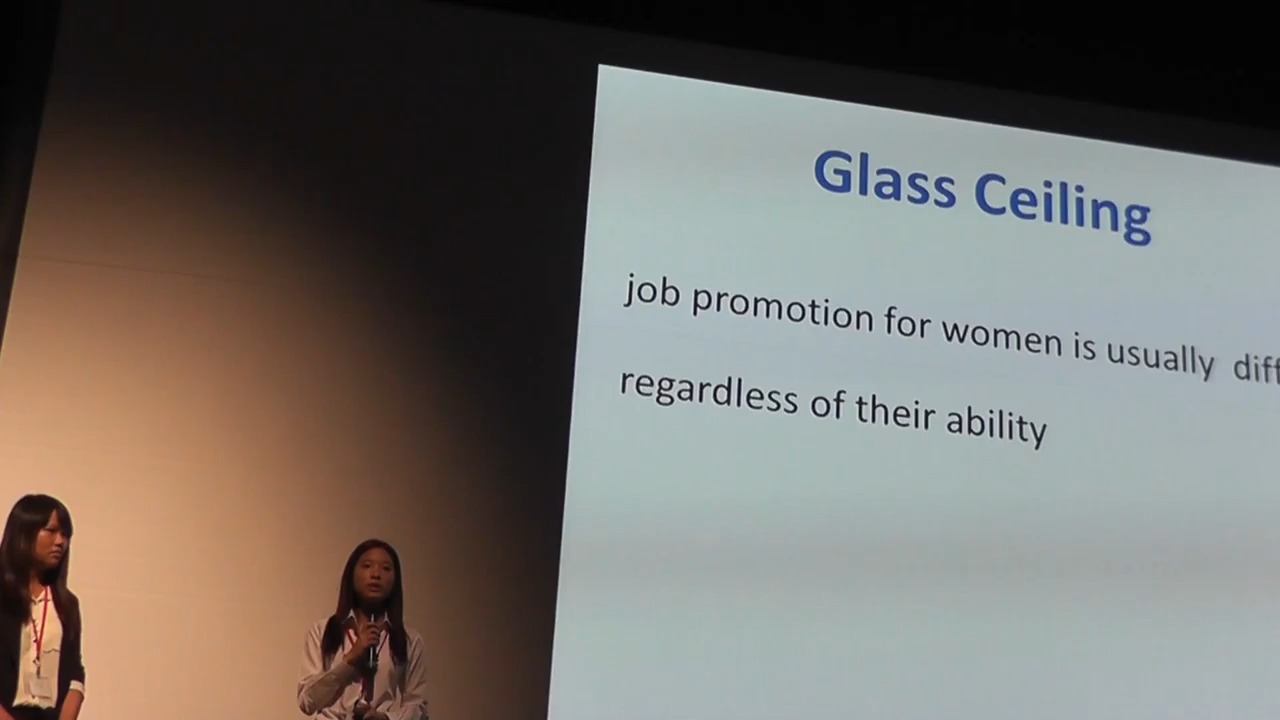 Glass Ceiling
job promotion for women is usually
regardless of their ability